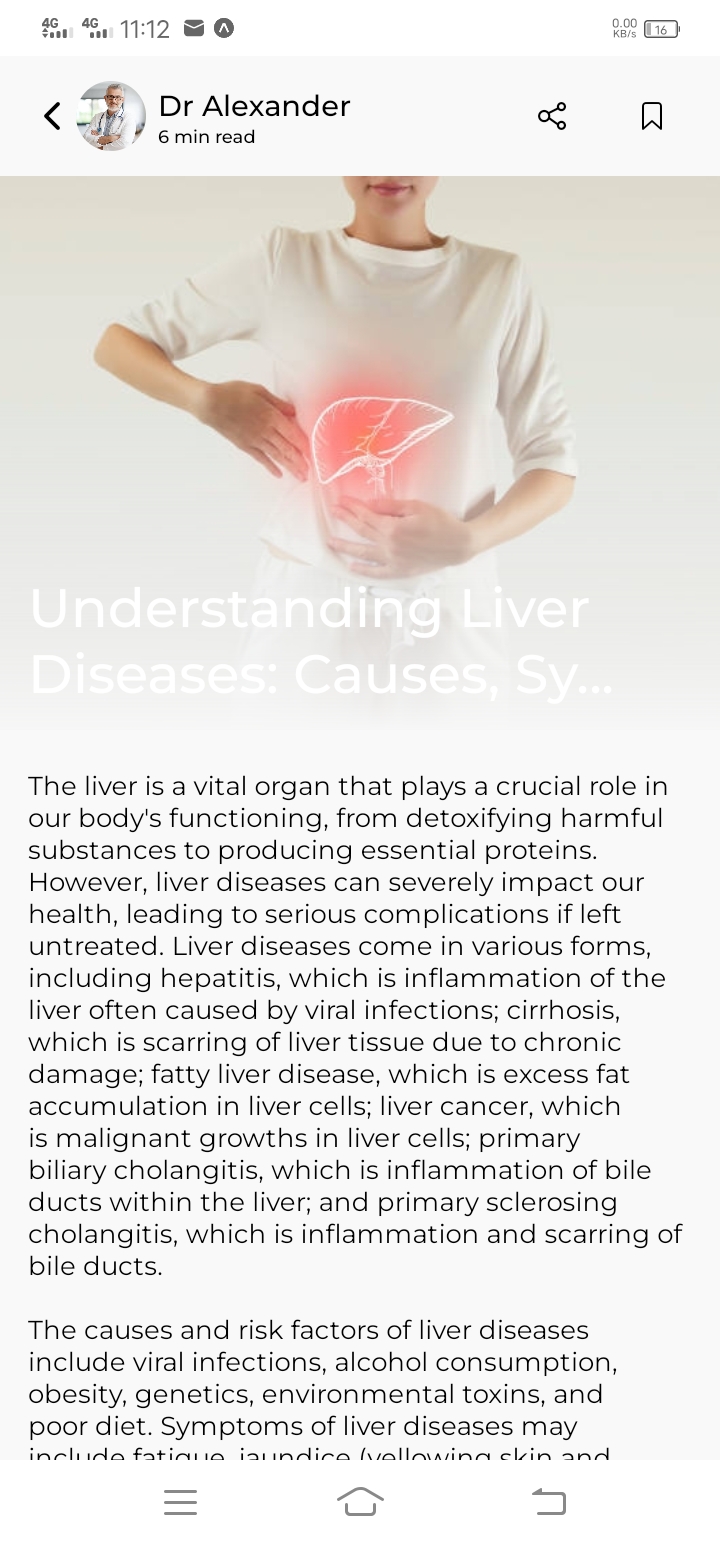 4G 4G 11:12 0.00 KB/s 16
Dr Alexander
6 min read
Understanding Liver
Diseases: Causes, Sy...
The liver is a vital organ that plays a crucial role in
our body's functioning, from detoxifying harmful
substances to producing essential proteins.
However, liver diseases can severely impact our
health, leading to serious complications if left
untreated. Liver diseases come in various forms,
including hepatitis, which is inflammation of the
liver often caused by viral infections; cirrhosis,
which is scarring of liver tissue due to chronic
damage; fatty liver disease, which is excess fat
accumulation in liver cells; liver cancer, which
is malignant growths in liver cells; primary
biliary cholangitis, which is inflammation of bile
ducts within the liver; and primary sclerosing
cholangitis, which is inflammation and scarring of
bile ducts.
The causes and risk factors of liver diseases
include viral infections, alcohol consumption,
obesity, genetics, environmental toxins, and
poor diet. Symptoms of liver diseases may
include fatigue, jaundice (yellowing skin and